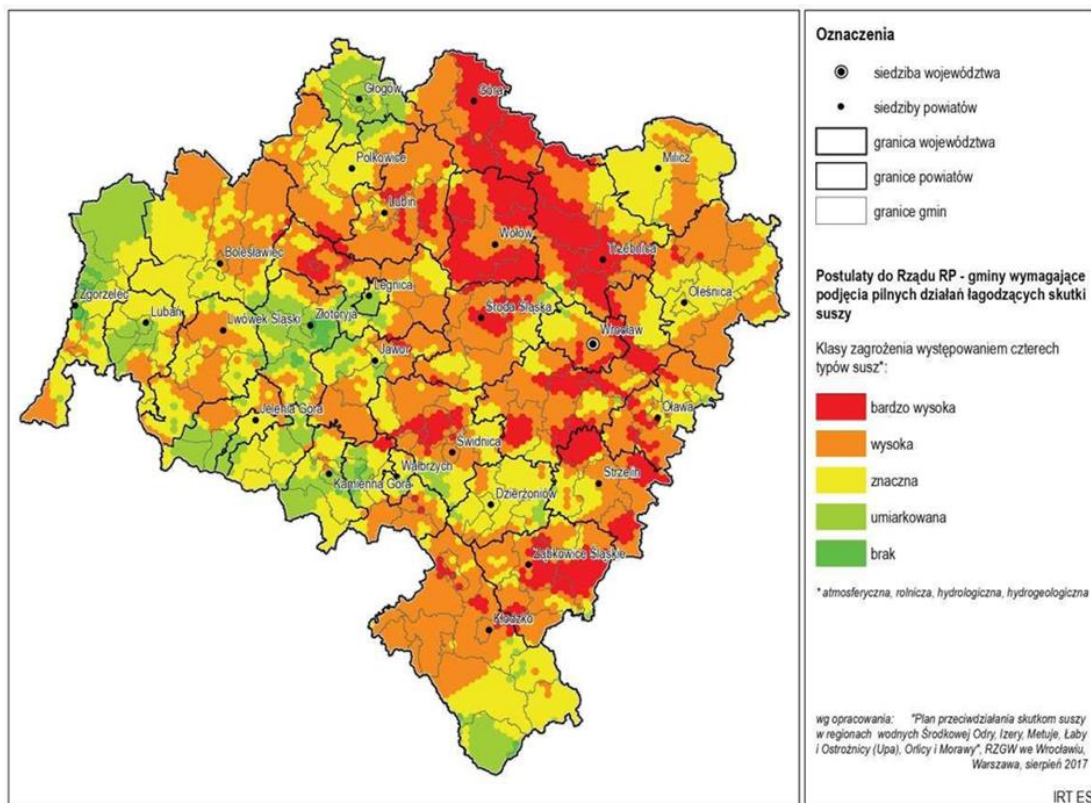 Głogów
Góra
Polkowice
Milicz
Lubin
Wołów
Bolesławiec
Trzebnica
Zgorzelec
Legnica
Oleśnica
Lubań
Lwówek Śląski
Złotoryja
Środa Śląska
Wrocław
Jawor
Jelenia Góra
Oława
Świdnica
Kamienna Góra
Wałbrzych
Strzelin
Dzierżoniów
Ząbkowice Śląskie
Kłodzko
Oznaczenia
siedziba województwa
siedziby powiatów
granica województwa
granice powiatów
granice gmin
Postulaty do Rządu RP - gminy wymagające
podjęcia pilnych działań łagodzących skutki
suszy
Klasy zagrożenia występowaniem czterech
typów susz*:
bardzo wysoka
wysoka
znaczna
umiarkowana
brak
* atmosferyczna, rolnicza, hydrologiczna, hydrogeologiczna
wg opracowania: "Plan przeciwdziałania skutkom suszy
w regionach wodnych Środkowej Odry, Izery, Metuje, Łaby
i Ostrożnicy (Upa), Orlicy i Morawy", RZGW we Wrocławiu,
Warszawa, sierpień 2017
IRT ES